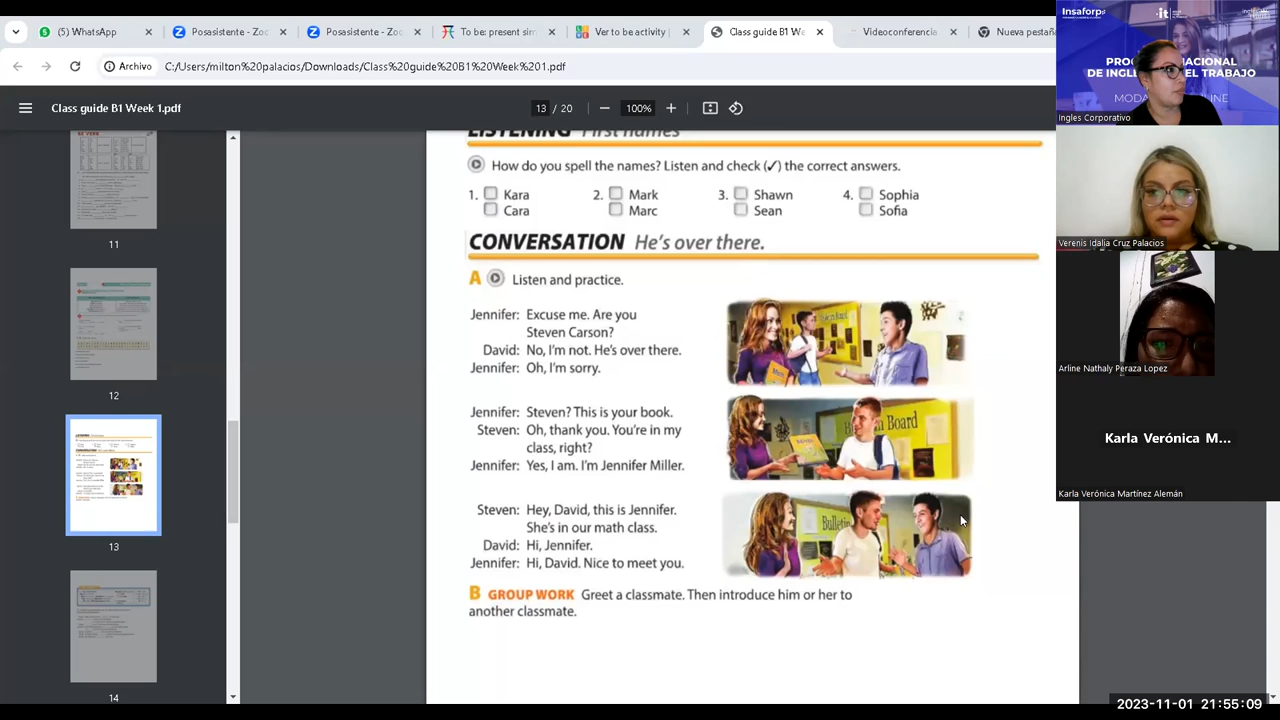 (5) WhatsApp
Posasistente - Zo
Posasistente - Zo
To be: present sim
Ver to be activity
Class guide B1 We
Videoconferencia
Nueva pestaña
Archivo
C:/Users/milton%20palacios/Downloads/Class%20guide%20B1%20Week%201.pdf
Class guide B1 Week 1.pdf
13 / 20
100%
11
12
13
14
LISTENING First names
How do you spell the names? Listen and check (✓) the correct answers.
1. Kara 2. Mark 3. Shawn 4. Sophia
Cara Marc Sean Sofia
CONVERSATION He's over there.
A Listen and practice.
Jennifer: Excuse me. Are you
Steven Carson?
David: No, I'm not. He's over there.
Jennifer: Oh, I'm sorry.
Jennifer: Steven? This is your book.
Steven: Oh, thank you. You're in my
class, right?
Jennifer: Yes, I am. I'm Jennifer Miller.
Steven: Hey, David, this is Jennifer.
She's in our math class.
David: Hi, Jennifer.
Jennifer: Hi, David. Nice to meet you.
B GROUP WORK Greet a classmate. Then introduce him or her to
another classmate.
Insaforp
it
Ingles Corporativo
Verenis Idalia Cruz Palacios
Arline Nathaly Peraza Lopez
Karla Verónica M...
Karla Verónica Martínez Alemán
2023-11-01 21:55:09